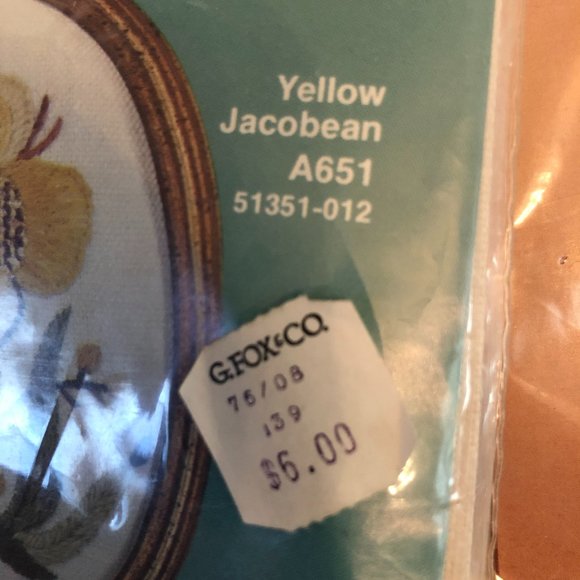 Yellow
Jacobean
A651
51351-012
G.FOX&CO.
76/08
139
$6.00